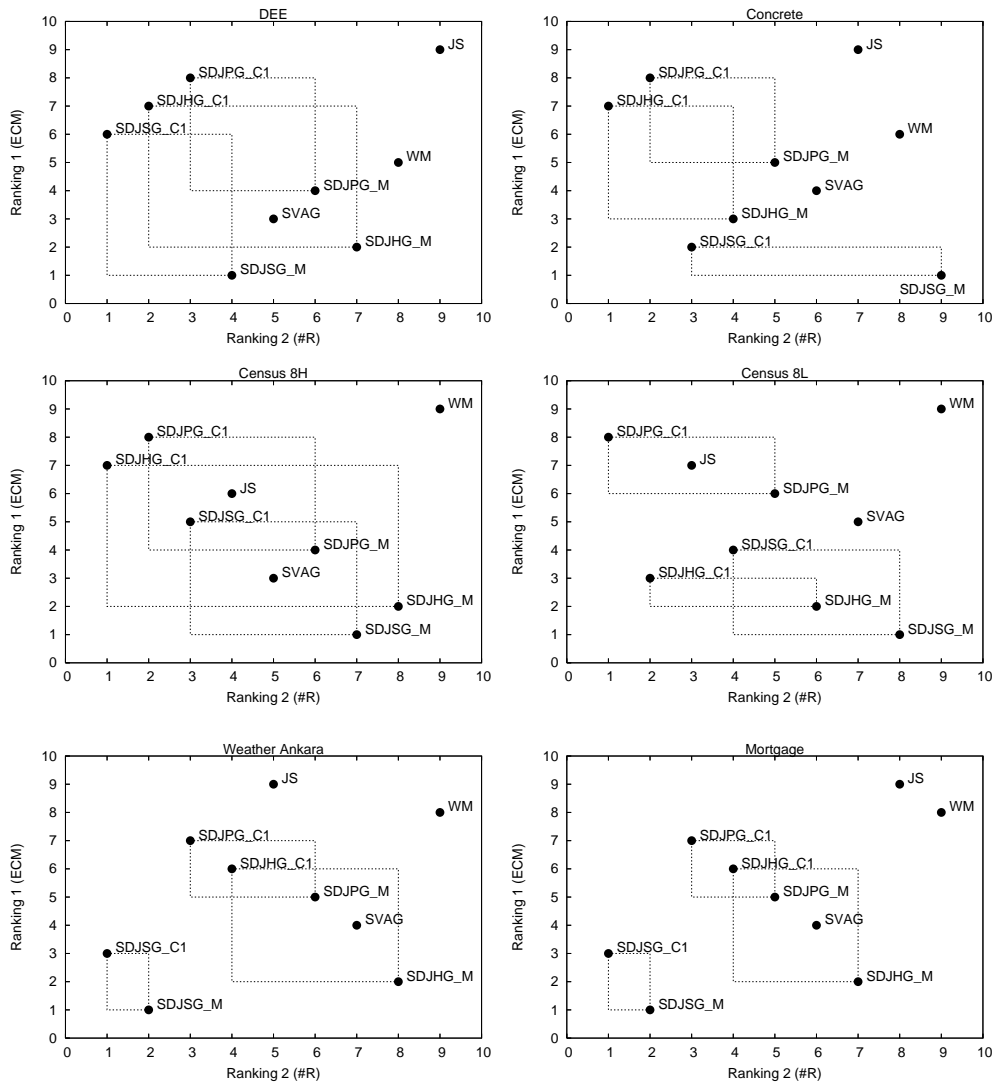 DEE
10
9
8
7
6
5
4
3
2
1
0
Ranking 1 (ECM)
JS
SDJPG_C1
SDJHG_C1
SDJSG_C1
WM
SDJPG_M
SVAG
SDJHG_M
SDJSG_M
0 1 2 3 4 5 6 7 8 9 10
Ranking 2 (#R)
Concrete
10
9
8
7
6
5
4
3
2
1
0
Ranking 1 (ECM)
JS
SDJPG_C1
SDJHG_C1
WM
SDJPG_M
SVAG
SDJHG_M
SDJSG_C1
SDJSG_M
0 1 2 3 4 5 6 7 8 9 10
Ranking 2 (#R)
Census 8H
10
9
8
7
6
5
4
3
2
1
0
Ranking 1 (ECM)
WM
SDJPG_C1
SDJHG_C1
JS
SDJSG_C1
SDJPG_M
SVAG
SDJHG_M
SDJSG_M
0 1 2 3 4 5 6 7 8 9 10
Ranking 2 (#R)
Census 8L
10
9
8
7
6
5
4
3
2
1
0
Ranking 1 (ECM)
WM
SDJPG_C1
JS
SDJPG_M
SVAG
SDJSG_C1
SDJHG_C1
SDJHG_M
SDJSG_M
0 1 2 3 4 5 6 7 8 9 10
Ranking 2 (#R)
Weather Ankara
10
9
8
7
6
5
4
3
2
1
0
Ranking 1 (ECM)
JS
WM
SDJPG_C1
SDJHG_C1
SDJPG_M
SVAG
SDJSG_C1
SDJHG_M
SDJSG_M
0 1 2 3 4 5 6 7 8 9 10
Ranking 2 (#R)
Mortgage
10
9
8
7
6
5
4
3
2
1
0
Ranking 1 (ECM)
JS
WM
SDJPG_C1
SDJHG_C1
SDJPG_M
SVAG
SDJSG_C1
SDJHG_M
SDJSG_M
0 1 2 3 4 5 6 7 8 9 10
Ranking 2 (#R)